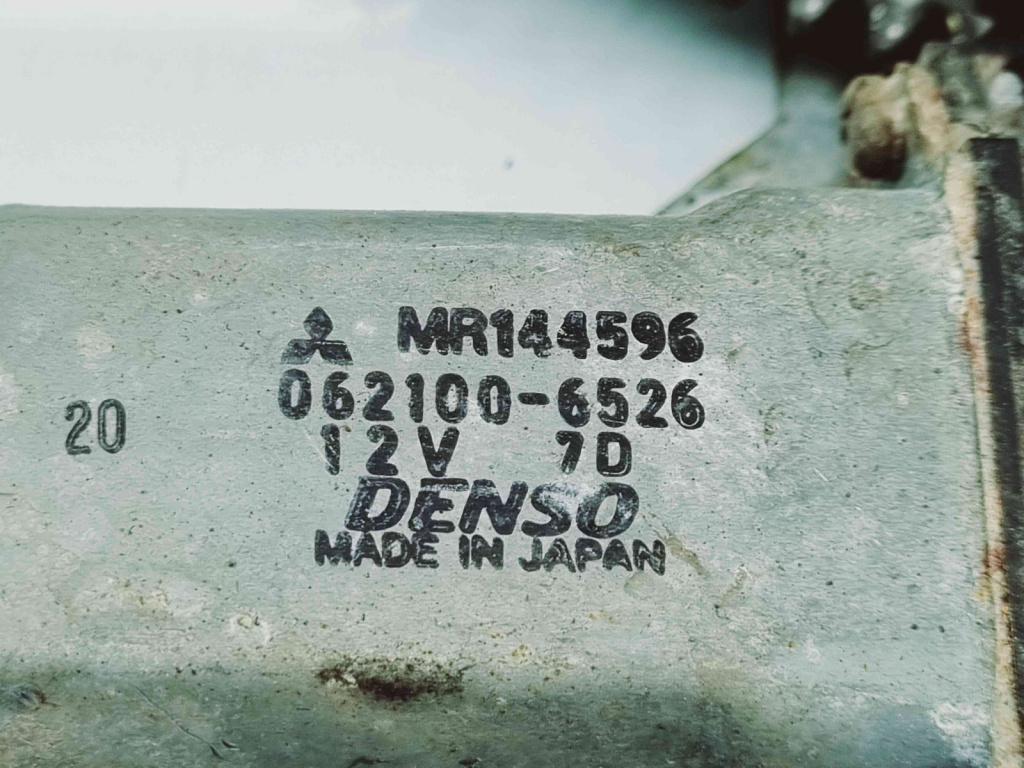 MR144596
062100-6526
20
12V 7D
DENSO
MADE IN JAPAN